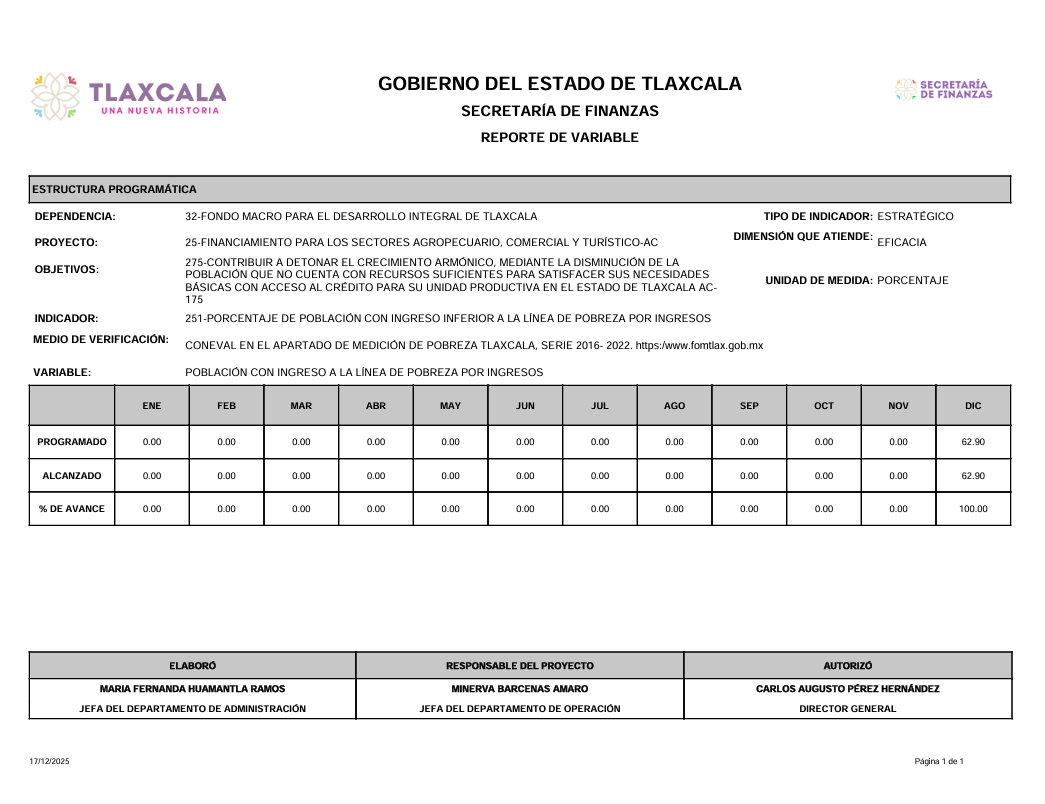 TLAXCALA
UNA NUEVA HISTORIA
GOBIERNO DEL ESTADO DE TLAXCALA
SECRETARÍA DE FINANZAS
REPORTE DE VARIABLE
SECRETARÍA
DE FINANZAS
ESTRUCTURA PROGRAMÁTICA
DEPENDENCIA: 32-FONDO MACRO PARA EL DESARROLLO INTEGRAL DE TLAXCALA TIPO DE INDICADOR: ESTRATÉGICO
PROYECTO: 25-FINANCIAMIENTO PARA LOS SECTORES AGROPECUARIO, COMERCIAL Y TURÍSTICO-AC DIMENSIÓN QUE ATIENDE: EFICACIA
OBJETIVOS: 275-CONTRIBUIR A DETONAR EL CRECIMIENTO ARMÓNICO, MEDIANTE LA DISMINUCIÓN DE LA
POBLACIÓN QUE NO CUENTA CON RECURSOS SUFICIENTES PARA SATISFACER SUS NECESIDADES
BÁSICAS CON ACCESO AL CRÉDITO PARA SU UNIDAD PRODUCTIVA EN EL ESTADO DE TLAXCALA AC-
175
UNIDAD DE MEDIDA: PORCENTAJE
INDICADOR: 251-PORCENTAJE DE POBLACIÓN CON INGRESO INFERIOR A LA LÍNEA DE POBREZA POR INGRESOS
MEDIO DE VERIFICACIÓN: CONEVAL EN EL APARTADO DE MEDICIÓN DE POBREZA TLAXCALA, SERIE 2016- 2022. https:/www.fomtlax.gob.mx
VARIABLE: POBLACIÓN CON INGRESO A LA LÍNEA DE POBREZA POR INGRESOS
ENE FEB MAR ABR MAY JUN JUL AGO SEP OCT NOV DIC
PROGRAMADO 0.00 0.00 0.00 0.00 0.00 0.00 0.00 0.00 0.00 0.00 0.00 62.90
ALCANZADO 0.00 0.00 0.00 0.00 0.00 0.00 0.00 0.00 0.00 0.00 0.00 62.90
% DE AVANCE 0.00 0.00 0.00 0.00 0.00 0.00 0.00 0.00 0.00 0.00 0.00 100.00
ELABORÓ RESPONSABLE DEL PROYECTO AUTORIZÓ
MARIA FERNANDA HUAMANTLA RAMOS MINERVA BARCENAS AMARO CARLOS AUGUSTO PÉREZ HERNÁNDEZ
JEFA DEL DEPARTAMENTO DE ADMINISTRACIÓN JEFA DEL DEPARTAMENTO DE OPERACIÓN DIRECTOR GENERAL
17/12/2025 Página 1 de 1